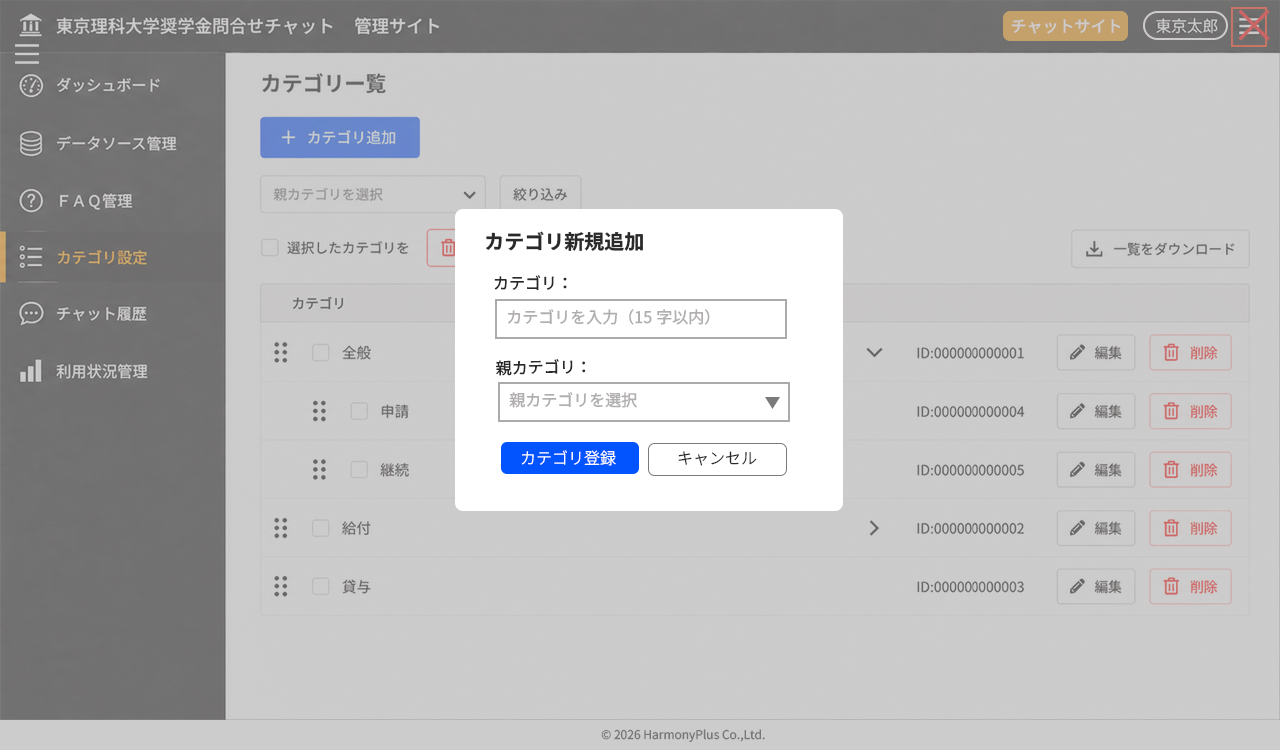 東京理科大学奨学金問合せチャット　管理サイト
チャットサイト
東京太郎
ダッシュボード
データソース管理
ＦＡＱ管理
カテゴリ設定
チャット履歴
利用状況管理
カテゴリ一覧
＋ カテゴリ追加
親カテゴリを選択
絞り込み
選択したカテゴリを
一覧をダウンロード
カテゴリ
全般
ID:000000000001
編集
削除
申請
ID:000000000004
編集
削除
継続
ID:000000000005
編集
削除
給付
ID:000000000002
編集
削除
貸与
ID:000000000003
編集
削除
カテゴリ新規追加
カテゴリ：
カテゴリを入力（15 字以内）
親カテゴリ：
親カテゴリを選択
カテゴリ登録
キャンセル
© 2026 HarmonyPlus Co.,Ltd.